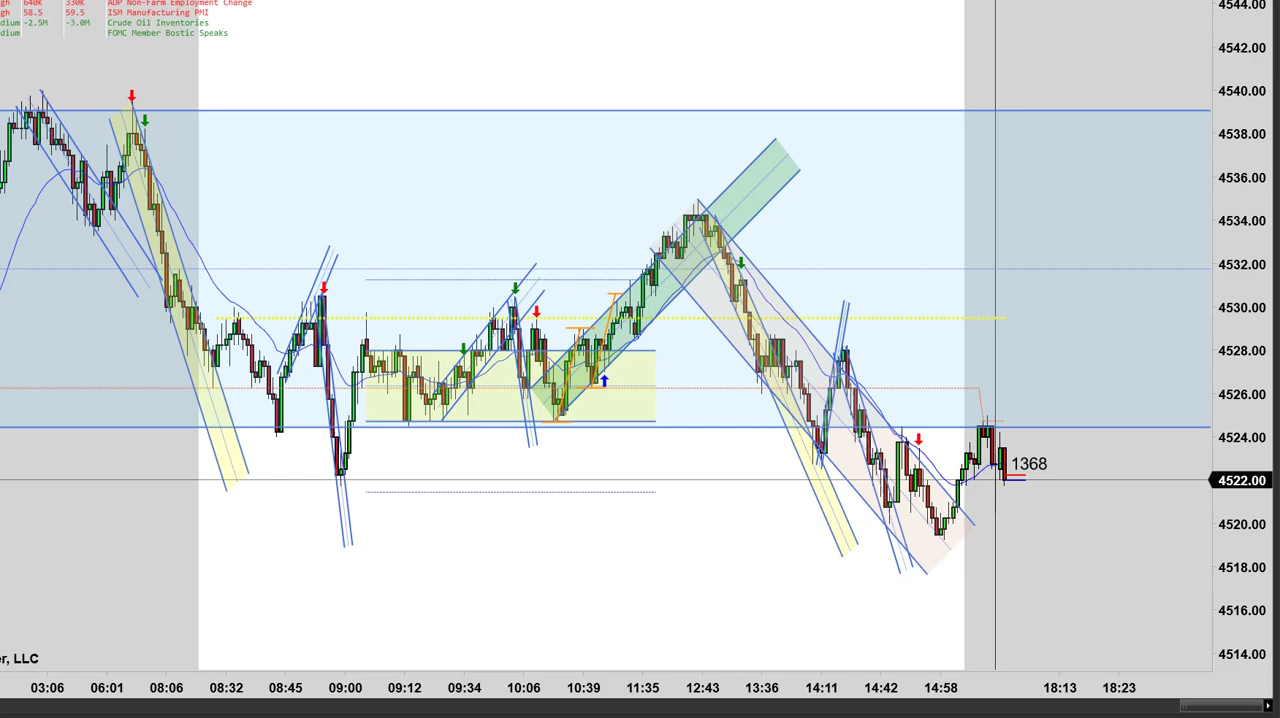 gh 640K 330K ADP Non-Farm Employment Change
gh 58.5 59.5 ISM Manufacturing PMI
dium -2.5M -3.0M Crude Oil Inventories
dium FOMC Member Bostic Speaks
4544.00
4542.00
4540.00
4538.00
4536.00
4534.00
4532.00
4530.00
4528.00
4526.00
4524.00
1368
4522.00
4520.00
4518.00
4516.00
4514.00
er, LLC
03:06 06:01 08:06 08:32 08:45 09:00 09:12 09:34 10:06 10:39 11:35 12:43 13:36 14:11 14:42 14:58 18:13 18:23